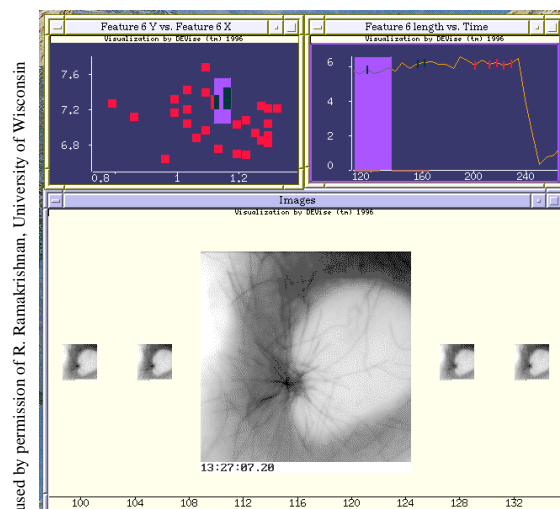 used by permission of R. Ramakrishnan, University of Wisconsin
Feature 6 Y vs. Feature 6 X
Visualization by DEVise (tm) 1996
7.6
7.2
6.8
0.8 1 1.2
Feature 6 length vs. Time
Visualization by DEVise (tm) 1996
6
4
2
0
120 160 200 240
Images
Visualization by DEVise (tm) 1996
13:27:07.20
100 104 108 112 116 120 124 128 132